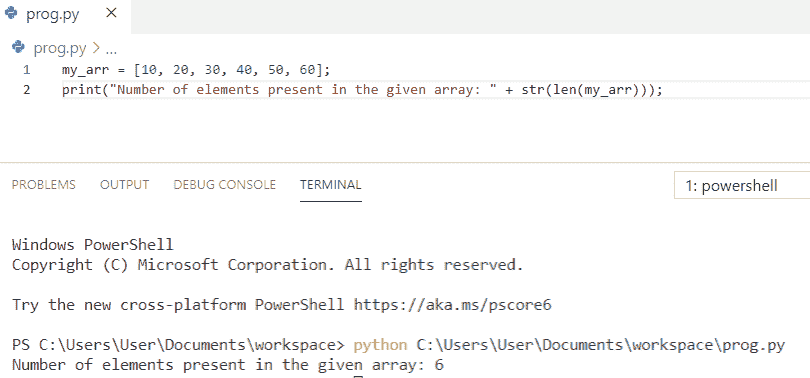 prog.py ×
prog.py > ...
1 my_arr = [10, 20, 30, 40, 50, 60];
2 print("Number of elements present in the given array: " + str(len(my_arr)));
PROBLEMS OUTPUT DEBUG CONSOLE TERMINAL 1: powershell
Windows PowerShell
Copyright (C) Microsoft Corporation. All rights reserved.
Try the new cross-platform PowerShell https://aka.ms/pscore6
PS C:\Users\User\Documents\workspace> python C:\Users\User\Documents\workspace\prog.py
Number of elements present in the given array: 6